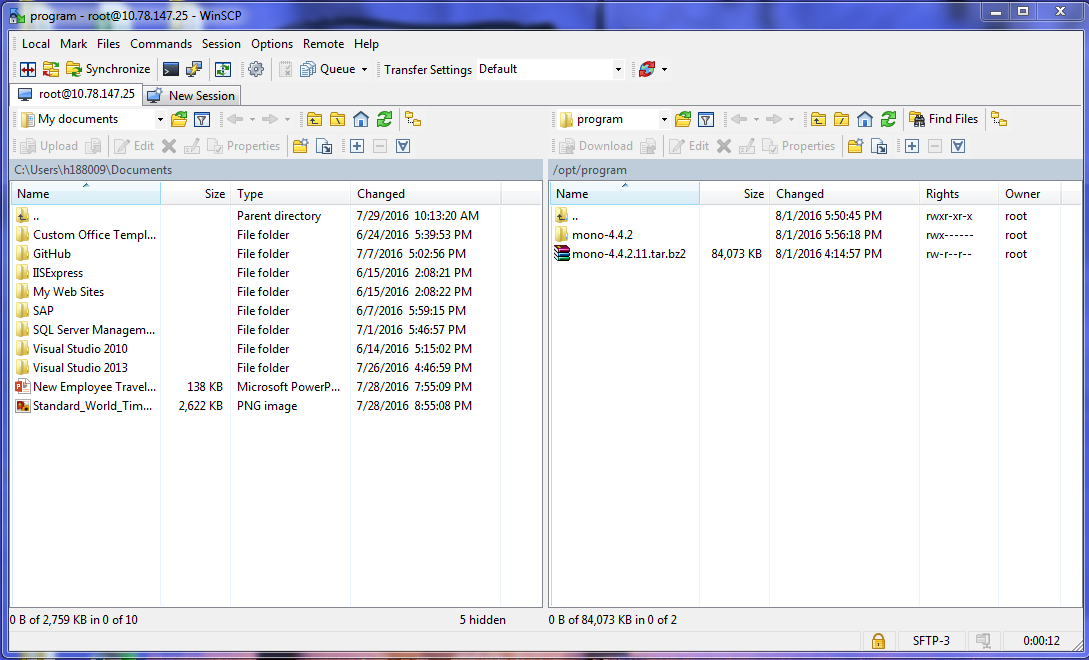 program - root@10.78.147.25 - WinSCP
Local Mark Files Commands Session Options Remote Help
Synchronize Queue Transfer Settings Default
root@10.78.147.25 New Session
My documents
Upload Edit Properties
C:\Users\h188009\Documents
Name Size Type Changed
.. Parent directory 7/29/2016 10:13:20 AM
Custom Office Templ... File folder 6/24/2016 5:39:53 PM
GitHub File folder 7/7/2016 5:02:56 PM
IISExpress File folder 6/15/2016 2:08:21 PM
My Web Sites File folder 6/15/2016 2:08:22 PM
SAP File folder 6/7/2016 5:59:15 PM
SQL Server Managem... File folder 7/1/2016 5:46:57 PM
Visual Studio 2010 File folder 6/14/2016 5:15:02 PM
Visual Studio 2013 File folder 7/26/2016 4:46:59 PM
New Employee Travel... 138 KB Microsoft PowerP... 7/28/2016 7:55:09 PM
Standard_World_Tim... 2,622 KB PNG image 7/28/2016 8:55:08 PM
0 B of 2,759 KB in 0 of 10 5 hidden
program Find Files
Download Edit Properties
/opt/program
Name Size Changed Rights Owner
.. 8/1/2016 5:50:45 PM rwxr-xr-x root
mono-4.4.2 8/1/2016 5:56:18 PM rwx------ root
mono-4.4.2.11.tar.bz2 84,073 KB 8/1/2016 4:14:57 PM rw-r--r-- root
0 B of 84,073 KB in 0 of 2
SFTP-3 0:00:12